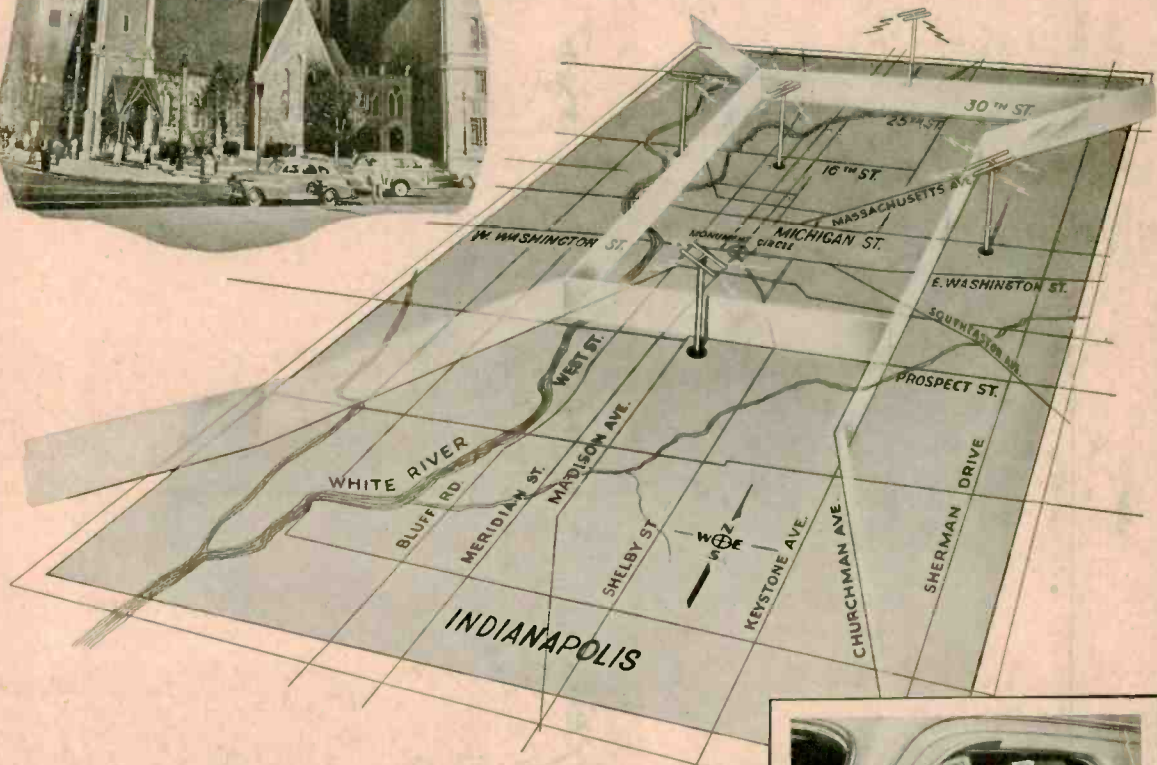 30TH ST.
25TH ST.
16TH ST.
MASSACHUSETTS AVE.
W. WASHINGTON ST.
MONUMENT CIRCLE
MICHIGAN ST.
E. WASHINGTON ST.
SOUTHEASTERN AVE.
WEST ST.
PROSPECT ST.
MADISON AVE.
WHITE RIVER
BLUFF RD.
MERIDIAN ST.
SHELBY ST
N
W E
S
KEYSTONE AVE.
CHURCHMAN AVE.
SHERMAN DRIVE
INDIANAPOLIS